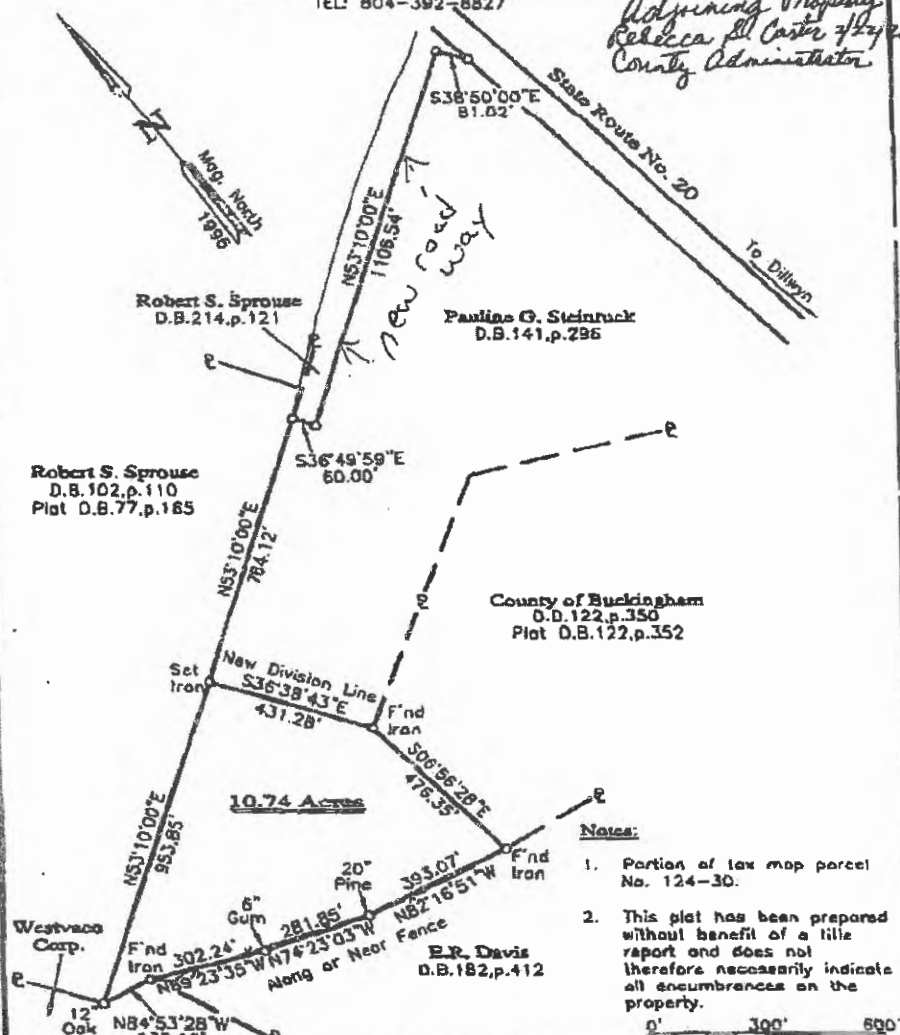 TEL: 804-392-8827
Adjoining Property
Rebecca S. Carter
County Administrator
S38°50'00"E
81.02'
State Route No. 20
To Dillwyn
Mag. North
1996
N
N53°10'00"E
1106.54'
new road
way
Robert S. Sprouse
D.B.214,p.121
Pauline G. Steinruck
D.B.141,p.296
S36°49'59"E
60.00'
Robert S. Sprouse
D.B.102,p.110
Plat D.B.77,p.185
N53°10'00"E
784.12'
County of Buckingham
D.D.122,p.350
Plat D.B.122,p.352
Set
Iron
New Division Line
S36°38'43"E
431.28'
F'nd
Iron
S06°56'28"E
476.35'
10.74 Acres
N53°10'00"E
953.85'
F'nd
Iron
393.07'
N82°16'51"W
20"
Pine
281.85'
N74°23'03"W
6"
Gum
302.24'
N69°23'35"W
Along or Near Fence
E.R. Davis
D.B.182,p.412
Westvaco
Corp.
F'nd
Iron
12"
Oak
N84°53'28"W
Notes:
1. Portion of tax map parcel
No. 124-30.
2. This plat has been prepared
without benefit of a title
report and does not
therefore necessarily indicate
all encumbrances on the
property.
0' 300' 600'